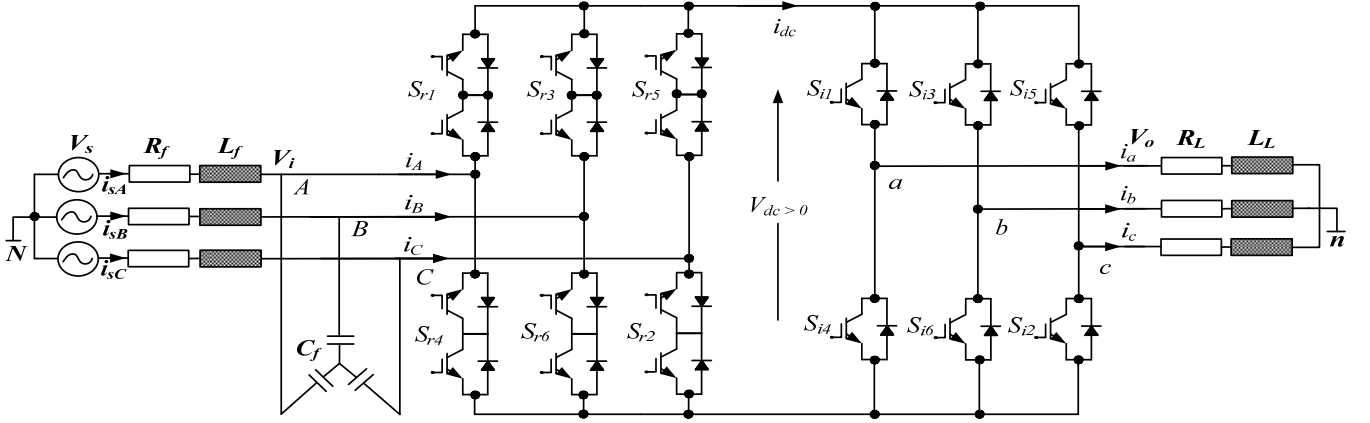 i_dc
S_r1 S_r3 S_r5 S_i1 S_i3 S_i5
V_s R_f L_f V_i i_A V_o R_L L_L
i_sA A a i_a
V_dc > 0
i_sB B i_B b i_b
N i_C i_c n
i_sC C c
S_r4 S_r6 S_r2 S_i4 S_i6 S_i2
C_f